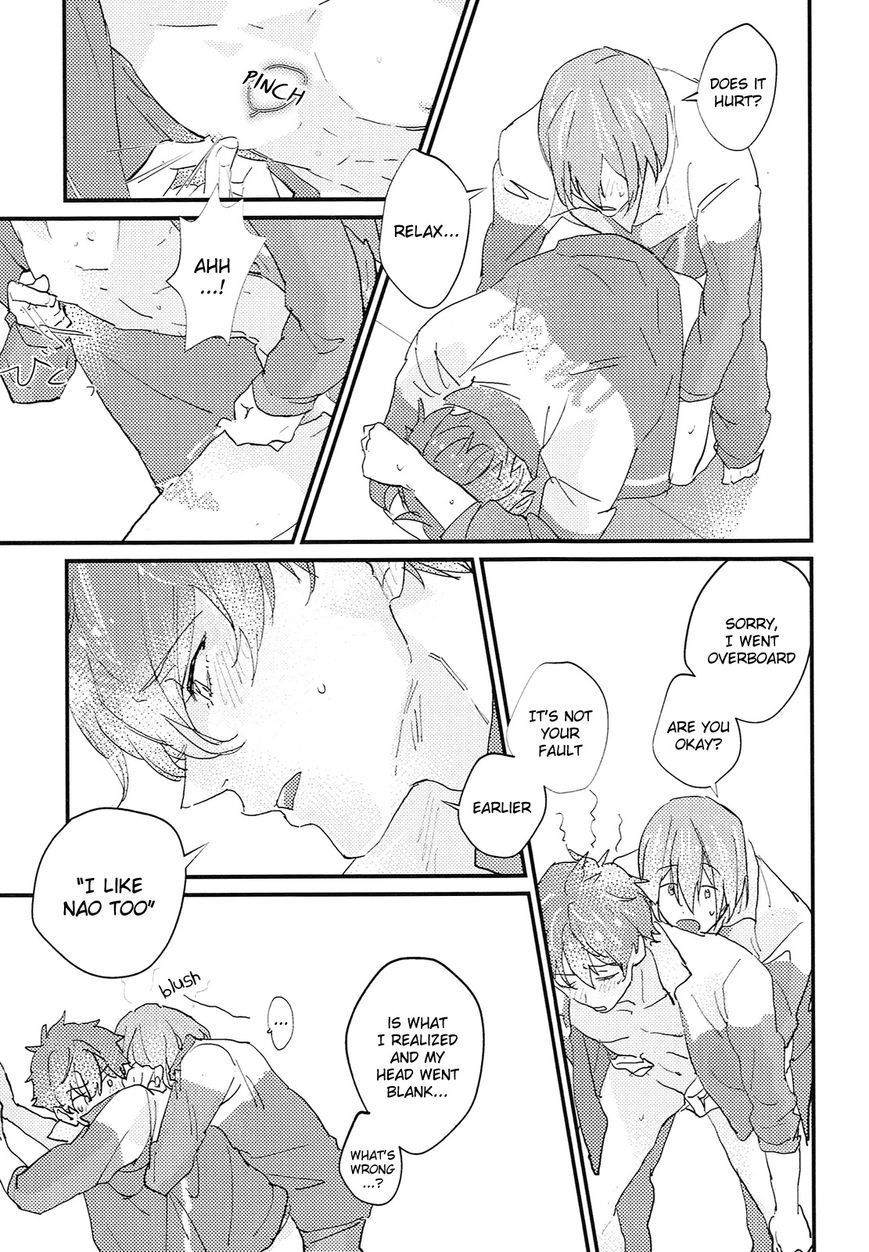 DOES IT
HURT?
RELAX...
PINCH
AHH
...!
SORRY,
I WENT
OVERBOARD
ARE YOU
OKAY?
IT'S NOT
YOUR
FAULT
EARLIER
"I LIKE
NAO TOO"
IS WHAT
I REALIZED
AND MY
HEAD WENT
BLANK...
WHAT'S
WRONG
...?
...
blush